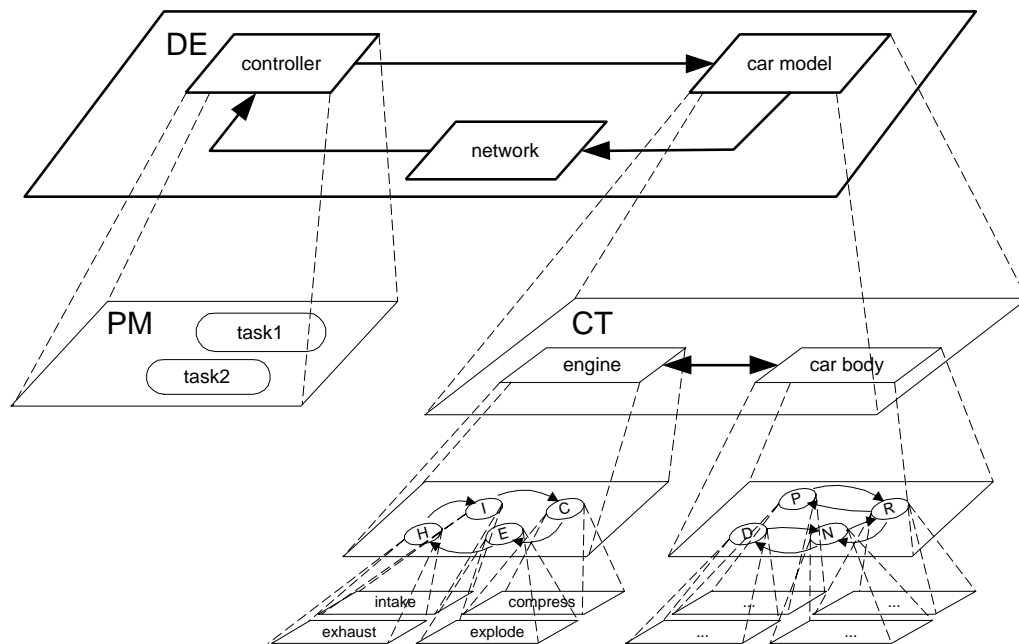 DE
controller
car model
network
PM
task1
task2
CT
engine
car body
I
C
H
E
P
R
D
N
intake
compress
exhaust
explode
...
...
...
...